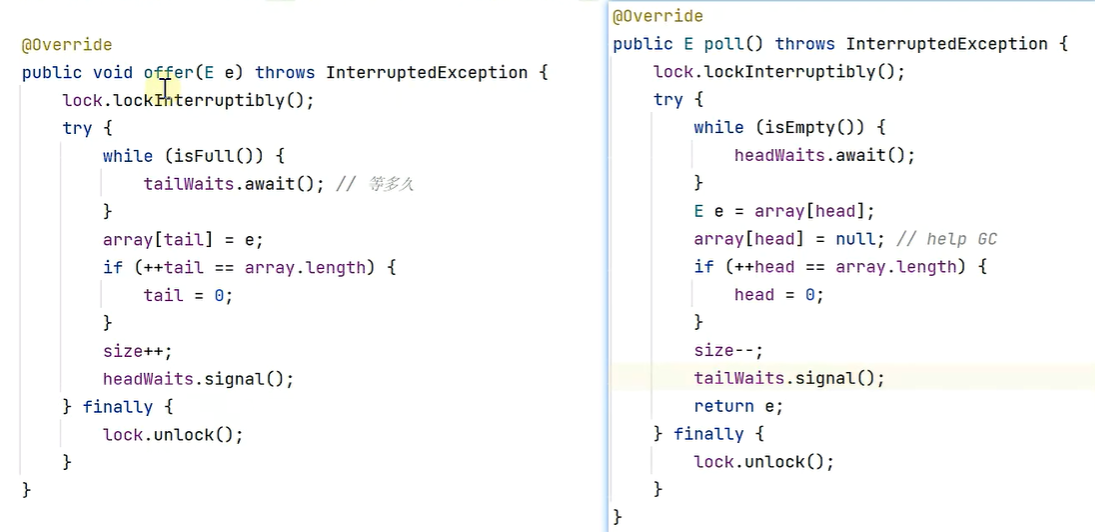 @Override
public void offer(E e) throws InterruptedException {
lock.lockInterruptibly();
try {
while (isFull()) {
tailWaits.await(); // 等多久
}
array[tail] = e;
if (++tail == array.length) {
tail = 0;
}
size++;
headWaits.signal();
} finally {
lock.unlock();
}
}
@Override
public E poll() throws InterruptedException {
lock.lockInterruptibly();
try {
while (isEmpty()) {
headWaits.await();
}
E e = array[head];
array[head] = null; // help GC
if (++head == array.length) {
head = 0;
}
size--;
tailWaits.signal();
return e;
} finally {
lock.unlock();
}
}